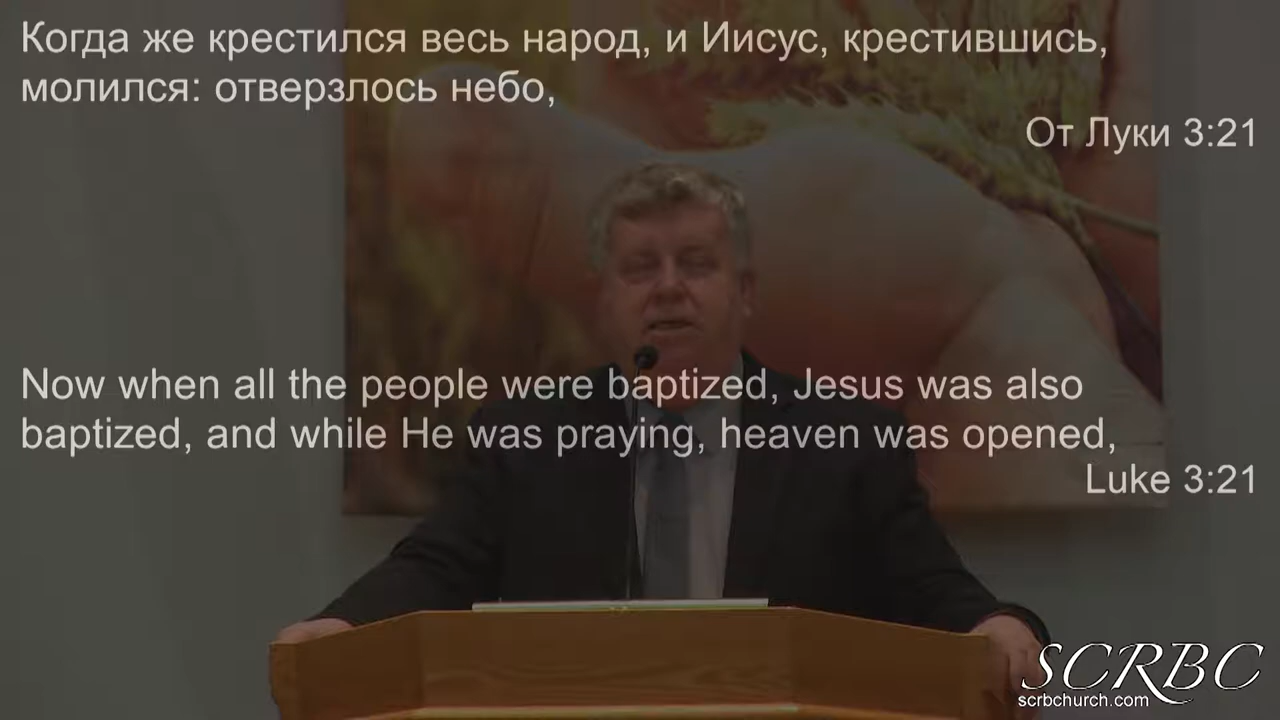 Когда же крестился весь народ, и Иисус, крестившись,
молился: отверзлось небо,
От Луки 3:21
Now when all the people were baptized, Jesus was also
baptized, and while He was praying, heaven was opened,
Luke 3:21
SCRBC
scrbchurch.com